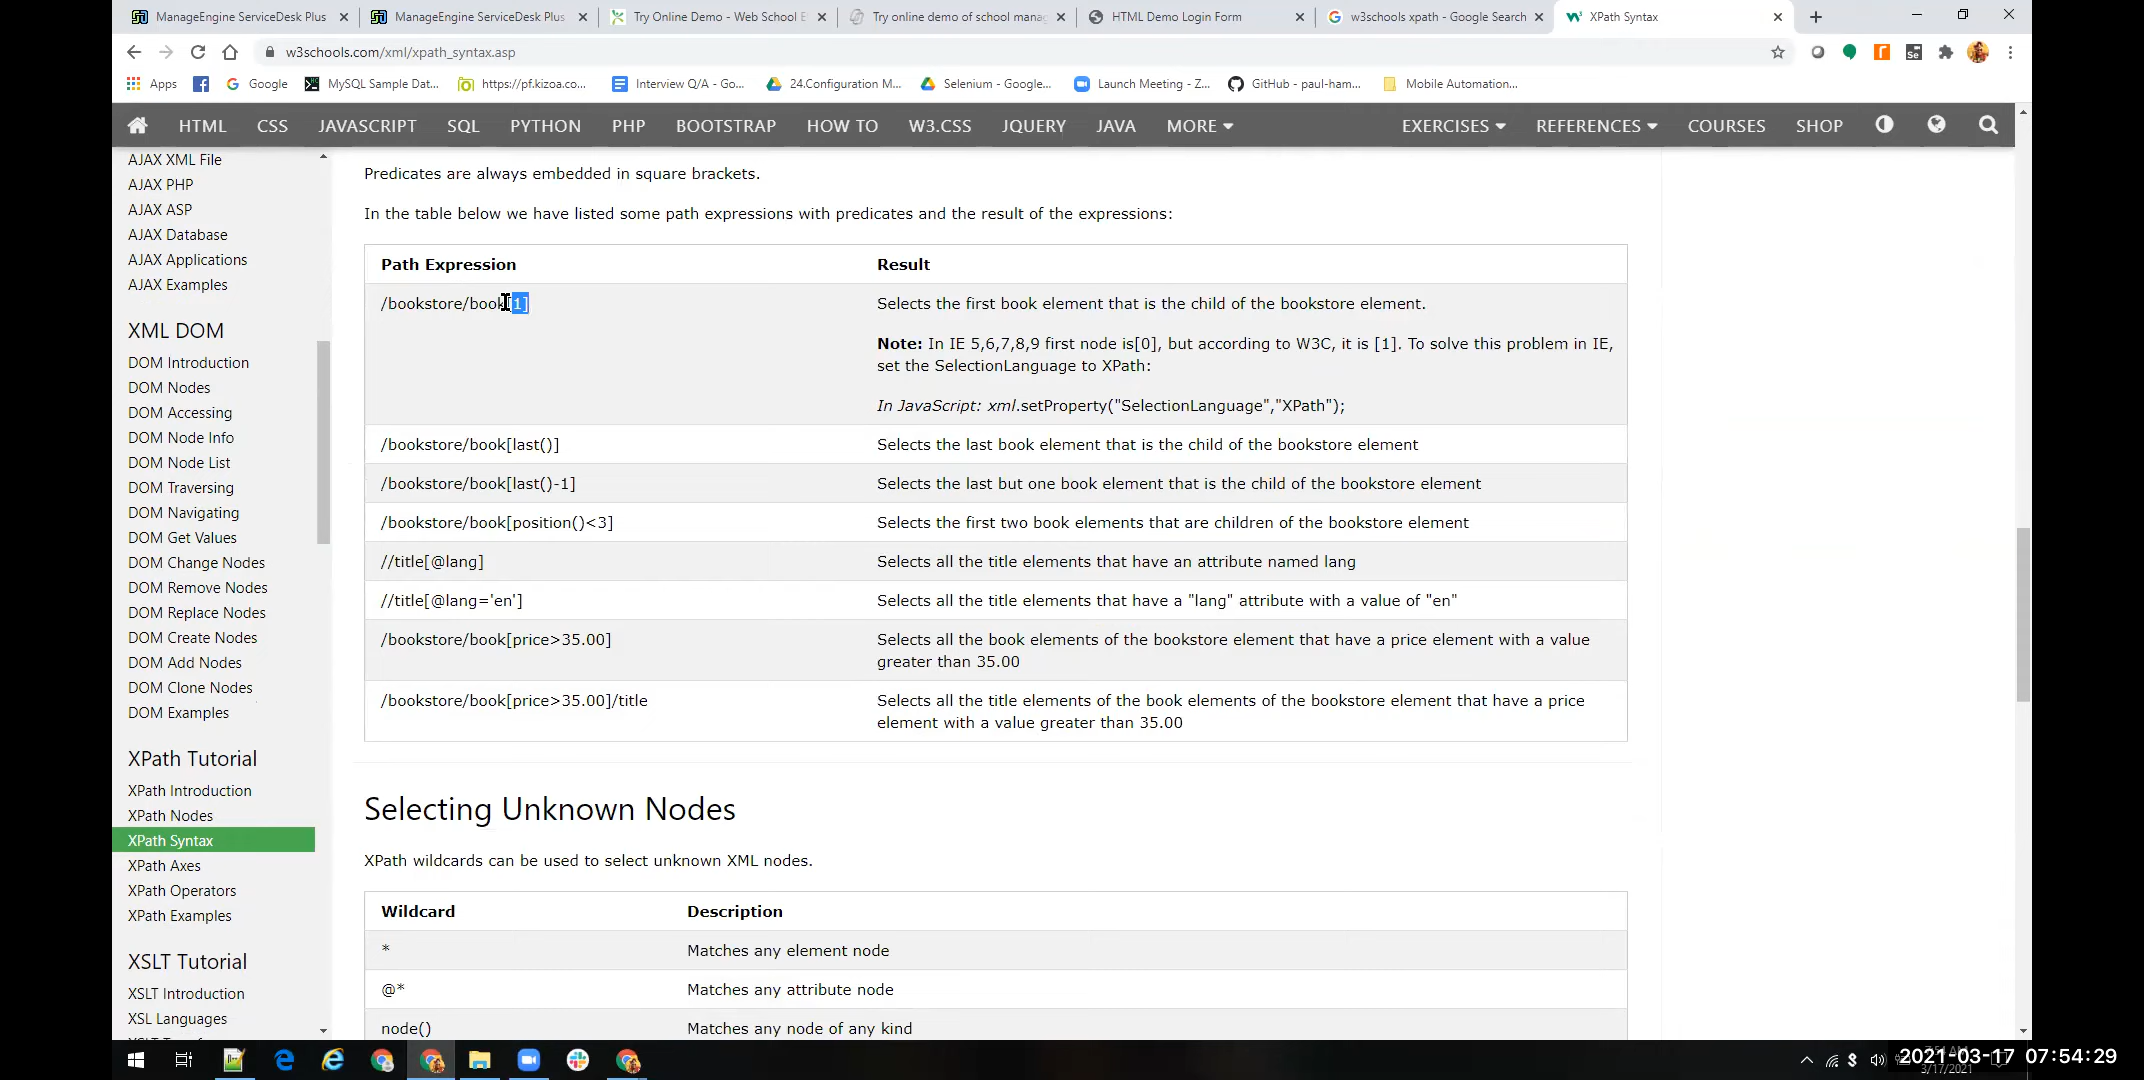 ManageEngine ServiceDesk Plus
ManageEngine ServiceDesk Plus
Try Online Demo - Web School E
Try online demo of school mana
HTML Demo Login Form
w3schools xpath - Google Search
XPath Syntax
w3schools.com/xml/xpath_syntax.asp
Apps
Google
MySQL Sample Dat...
https://pf.kizoa.co...
Interview Q/A - Go...
24.Configuration M...
Selenium - Google...
Launch Meeting - Z...
GitHub - paul-ham...
Mobile Automation...
HTML CSS JAVASCRIPT SQL PYTHON PHP BOOTSTRAP HOW TO W3.CSS JQUERY JAVA MORE EXERCISES REFERENCES COURSES SHOP
AJAX XML File
AJAX PHP
AJAX ASP
AJAX Database
AJAX Applications
AJAX Examples
XML DOM
DOM Introduction
DOM Nodes
DOM Accessing
DOM Node Info
DOM Node List
DOM Traversing
DOM Navigating
DOM Get Values
DOM Change Nodes
DOM Remove Nodes
DOM Replace Nodes
DOM Create Nodes
DOM Add Nodes
DOM Clone Nodes
DOM Examples
XPath Tutorial
XPath Introduction
XPath Nodes
XPath Syntax
XPath Axes
XPath Operators
XPath Examples
XSLT Tutorial
XSLT Introduction
XSL Languages
Predicates are always embedded in square brackets.
In the table below we have listed some path expressions with predicates and the result of the expressions:
Path Expression Result
/bookstore/book[1] Selects the first book element that is the child of the bookstore element.
Note: In IE 5,6,7,8,9 first node is[0], but according to W3C, it is [1]. To solve this problem in IE,
set the SelectionLanguage to XPath:
In JavaScript: xml.setProperty("SelectionLanguage","XPath");
/bookstore/book[last()] Selects the last book element that is the child of the bookstore element
/bookstore/book[last()-1] Selects the last but one book element that is the child of the bookstore element
/bookstore/book[position()<3] Selects the first two book elements that are children of the bookstore element
//title[@lang] Selects all the title elements that have an attribute named lang
//title[@lang='en'] Selects all the title elements that have a "lang" attribute with a value of "en"
/bookstore/book[price>35.00] Selects all the book elements of the bookstore element that have a price element with a value
greater than 35.00
/bookstore/book[price>35.00]/title Selects all the title elements of the book elements of the bookstore element that have a price
element with a value greater than 35.00
Selecting Unknown Nodes
XPath wildcards can be used to select unknown XML nodes.
Wildcard Description
* Matches any element node
@* Matches any attribute node
node() Matches any node of any kind
2021-03-17 07:54:29
3/17/2021